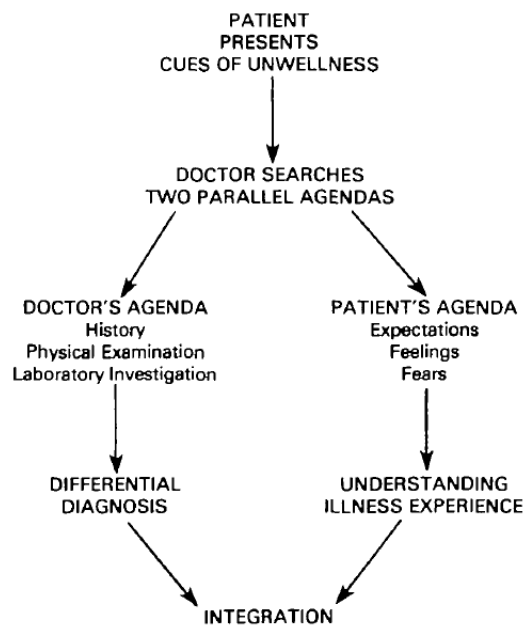 PATIENT
PRESENTS
CUES OF UNWELLNESS
DOCTOR SEARCHES
TWO PARALLEL AGENDAS
DOCTOR'S AGENDA
History
Physical Examination
Laboratory Investigation
PATIENT'S AGENDA
Expectations
Feelings
Fears
DIFFERENTIAL
DIAGNOSIS
UNDERSTANDING
ILLNESS EXPERIENCE
INTEGRATION